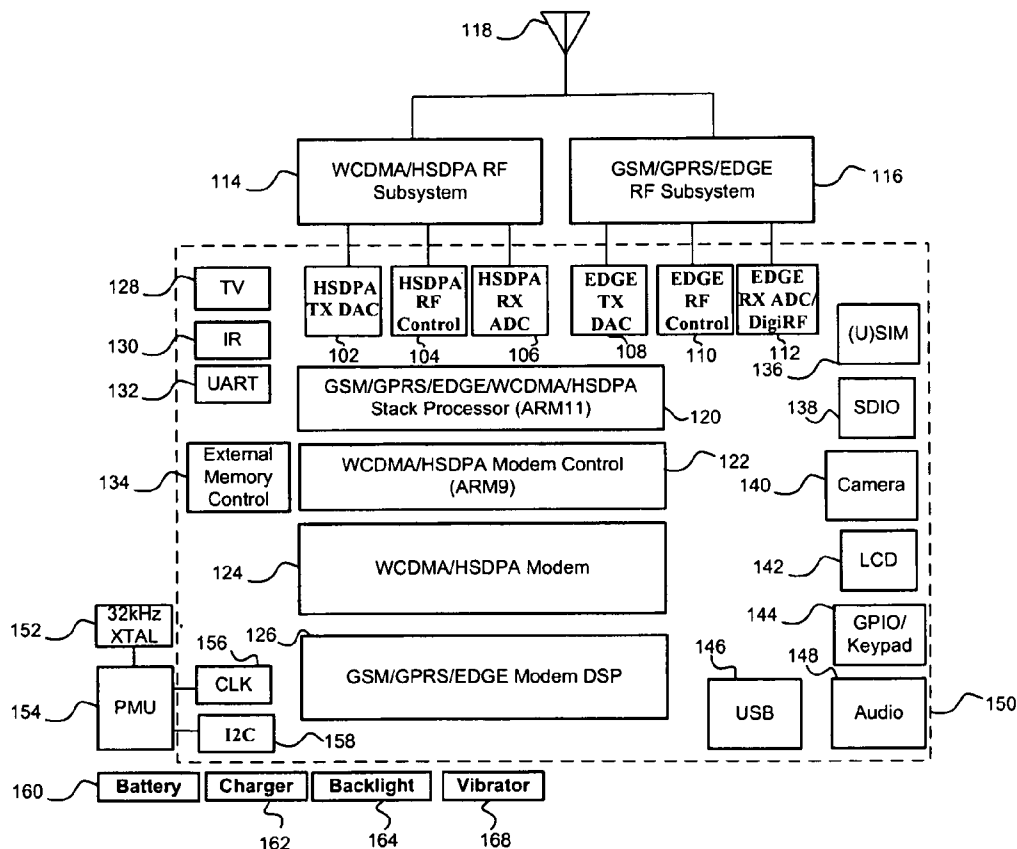 118
WCDMA/HSDPA RF
Subsystem
114
GSM/GPRS/EDGE
RF Subsystem
116
128
TV
HSDPA
TX DAC
HSDPA
RF
Control
HSDPA
RX
ADC
EDGE
TX
DAC
EDGE
RF
Control
EDGE
RX ADC/
DigiRF
102
104
106
108
110
112
130
IR
(U)SIM
136
132
UART
GSM/GPRS/EDGE/WCDMA/HSDPA
Stack Processor (ARM11)
120
138
SDIO
134
External
Memory
Control
WCDMA/HSDPA Modem Control
(ARM9)
122
140
Camera
124
WCDMA/HSDPA Modem
142
LCD
152
32kHz
XTAL
126
GSM/GPRS/EDGE Modem DSP
144
GPIO/
Keypad
154
PMU
156
CLK
I2C
158
146
USB
148
Audio
150
160
Battery
Charger
Backlight
Vibrator
162
164
168